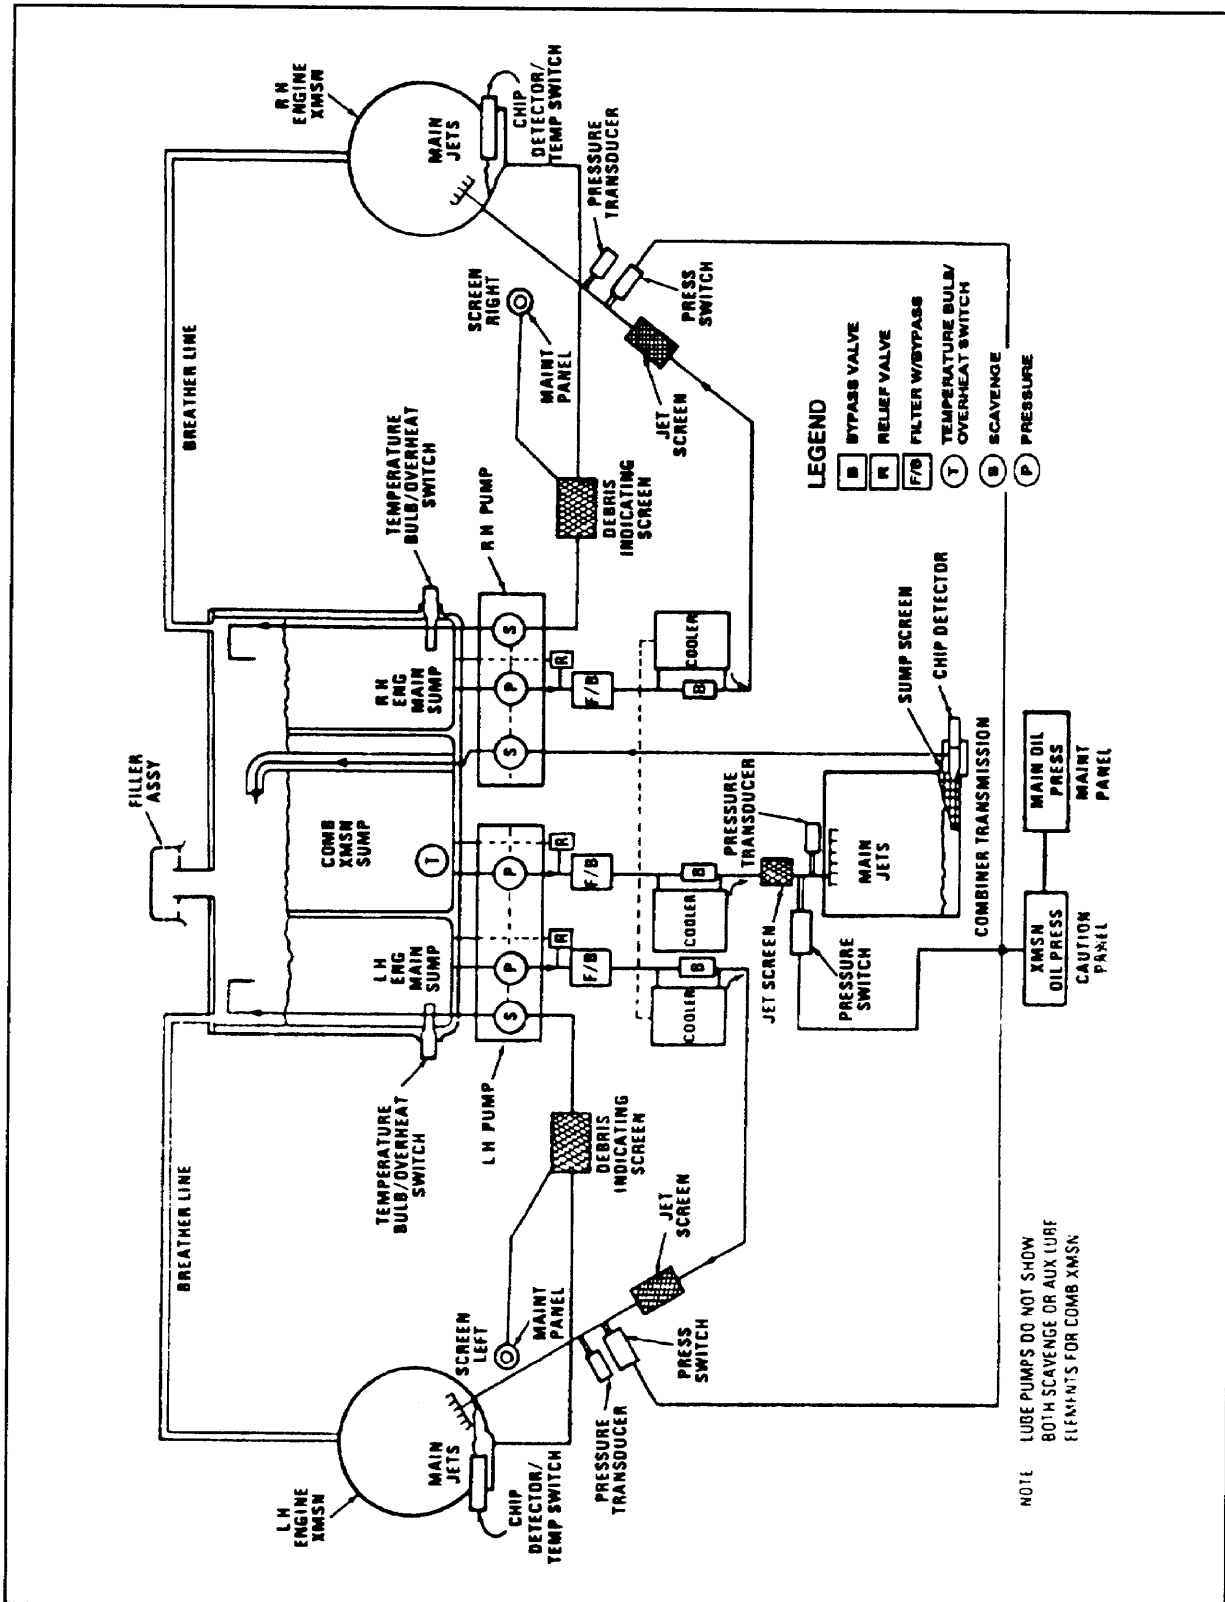 FILLER
ASSY
BREATHER LINE
BREATHER LINE
LH
ENGINE
XMSN
MAIN
JETS
CHIP
DETECTOR/
TEMP SWITCH
SCREEN
LEFT
MAINT
PANEL
PRESSURE
TRANSDUCER
PRESS
SWITCH
JET
SCREEN
TEMPERATURE
BULB/OVERHEAT
SWITCH
LH PUMP
DEBRIS
INDICATING
SCREEN
LH
ENG
MAIN
SUMP
COMB
XMSN
SUMP
RH
ENG
MAIN
SUMP
T
S
P
P
S
P
S
R
R
R
F/B
F/B
F/B
B
B
B
COOLER
COOLER
COOLER
TEMPERATURE
BULB/OVERHEAT
SWITCH
RH PUMP
DEBRIS
INDICATING
SCREEN
SCREEN
RIGHT
MAINT
PANEL
RH
ENGINE
XMSN
MAIN
JETS
CHIP
DETECTOR/
TEMP SWITCH
PRESSURE
TRANSDUCER
PRESS
SWITCH
JET
SCREEN
JET SCREEN
PRESSURE
TRANSDUCER
PRESSURE
SWITCH
MAIN
JETS
SUMP SCREEN
CHIP DETECTOR
COMBINER TRANSMISSION
XMSN
OIL PRESS
CAUTION
PANEL
MAIN OIL
PRESS
MAINT
PANEL
LEGEND
B BYPASS VALVE
R RELIEF VALVE
F/B FILTER W/BYPASS
T TEMPERATURE BULB/
OVERHEAT SWITCH
S SCAVENGE
P PRESSURE
NOTE LUBE PUMPS DO NOT SHOW
BOTH SCAVENGE OR AUX LUBE
ELEMENTS FOR COMB XMSN